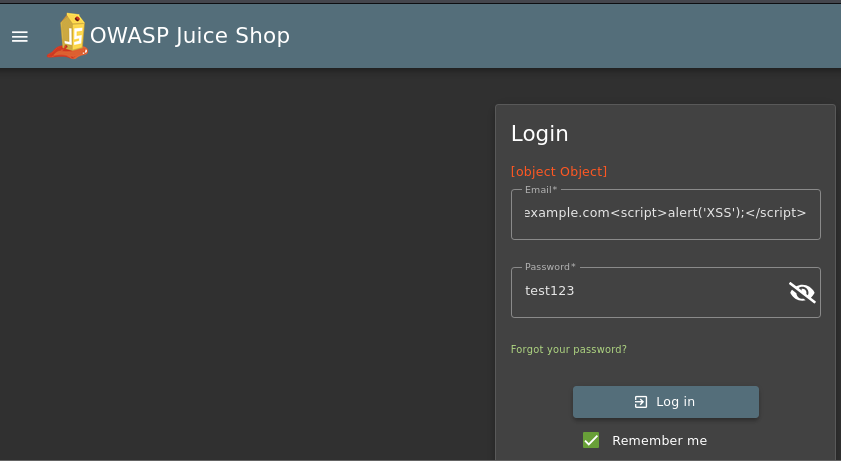 OWASP Juice Shop
Login
[object Object]
Email*
example.com<script>alert('XSS');</script>
Password*
test123
Forgot your password?
Log in
Remember me